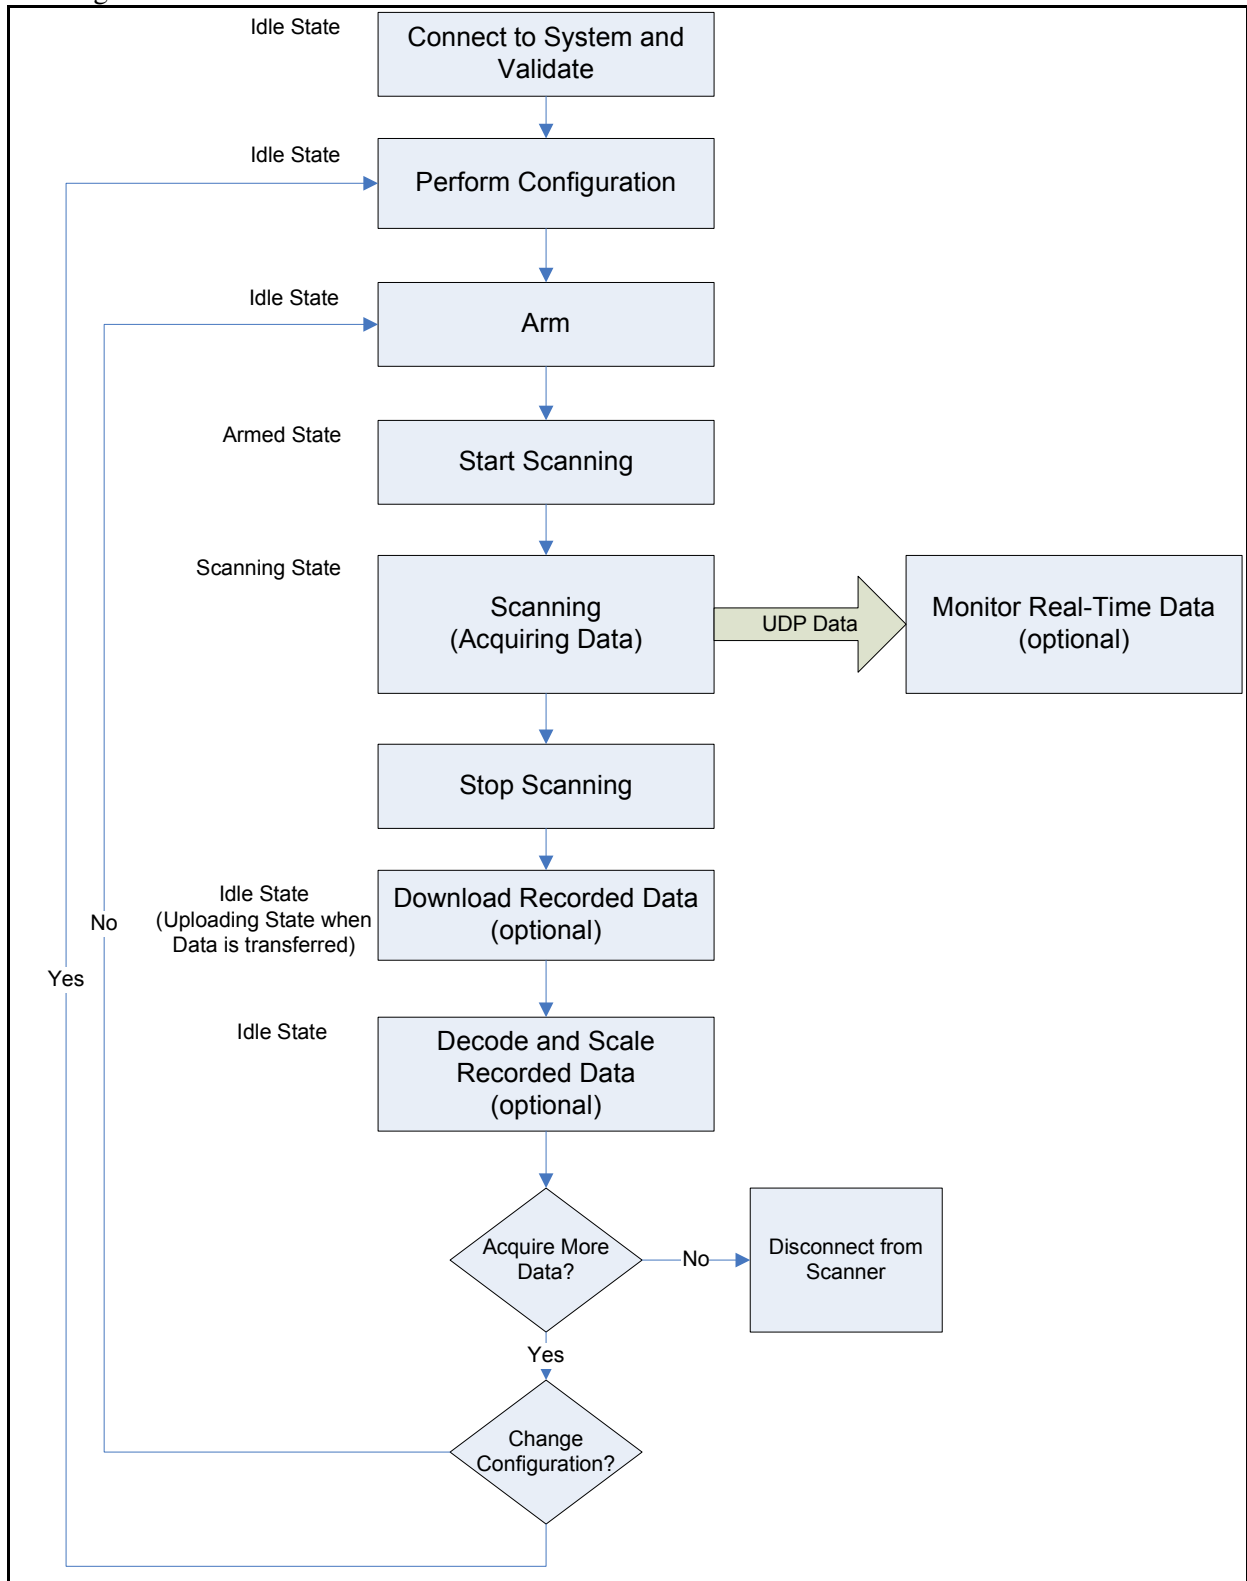 Idle State
Connect to System and
Validate
Idle State
Perform Configuration
Idle State
Arm
Armed State
Start Scanning
Scanning State
Scanning
(Acquiring Data)
UDP Data
Monitor Real-Time Data
(optional)
Stop Scanning
Idle State
(Uploading State when
Data is transferred)
Download Recorded Data
(optional)
No
Yes
Idle State
Decode and Scale
Recorded Data
(optional)
Acquire More
Data?
No
Disconnect from
Scanner
Yes
Change
Configuration?